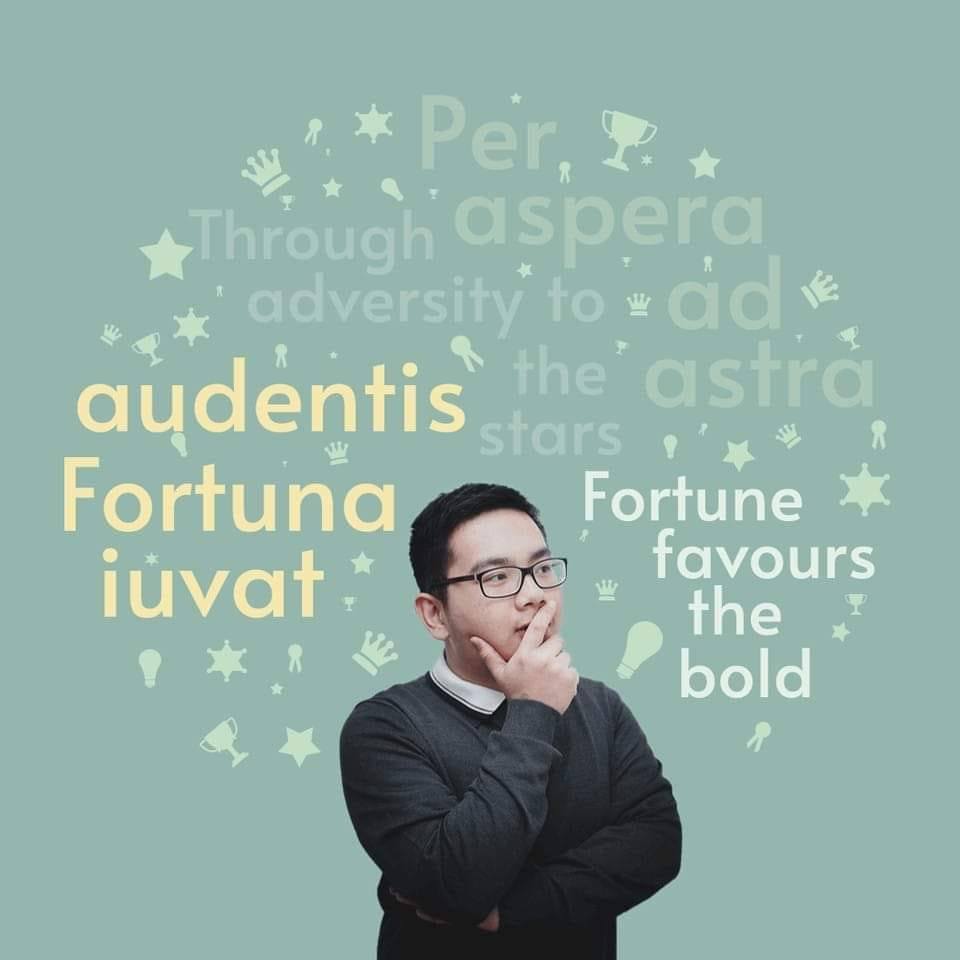 Per
aspera
ad
astra
Through
adversity to
the
stars
audentis
Fortuna
iuvat
Fortune
favours
the
bold